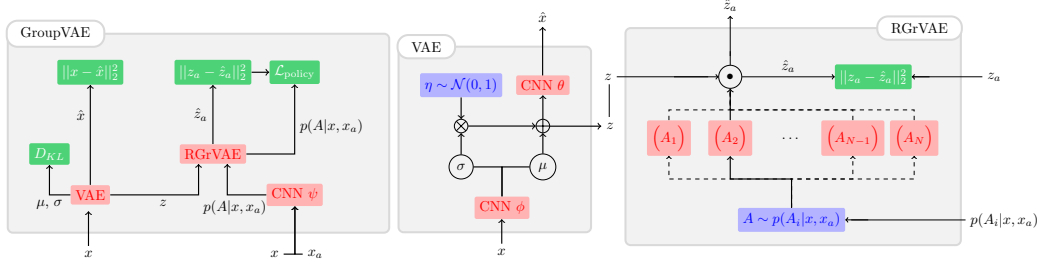 GroupVAE
||x − x̂||₂²
||z_a − ẑ_a||₂²
ℒ_policy
x̂
ẑ_a
p(A|x, x_a)
D_KL
RGrVAE
μ, σ
VAE
z
p(A|x, x_a)
CNN ψ
x
x
x_a
VAE
x̂
η ∼ 𝒩(0, 1)
CNN θ
⊗
+
z
σ
μ
CNN φ
x
RGrVAE
ẑ_a
z
ẑ_a
||z_a − ẑ_a||₂²
z_a
(A₁)
(A₂)
⋯
(A_{N−1})
(A_N)
A ∼ p(A_i|x, x_a)
p(A_i|x, x_a)